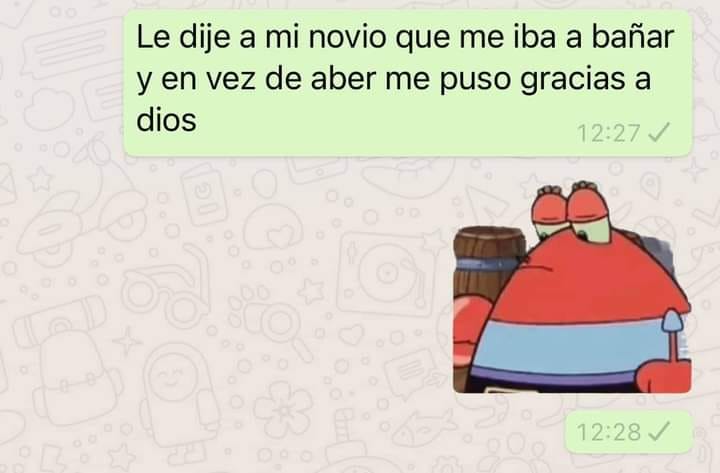 Le dije a mi novio que me iba a bañar
y en vez de aber me puso gracias a
dios
12:27
12:28